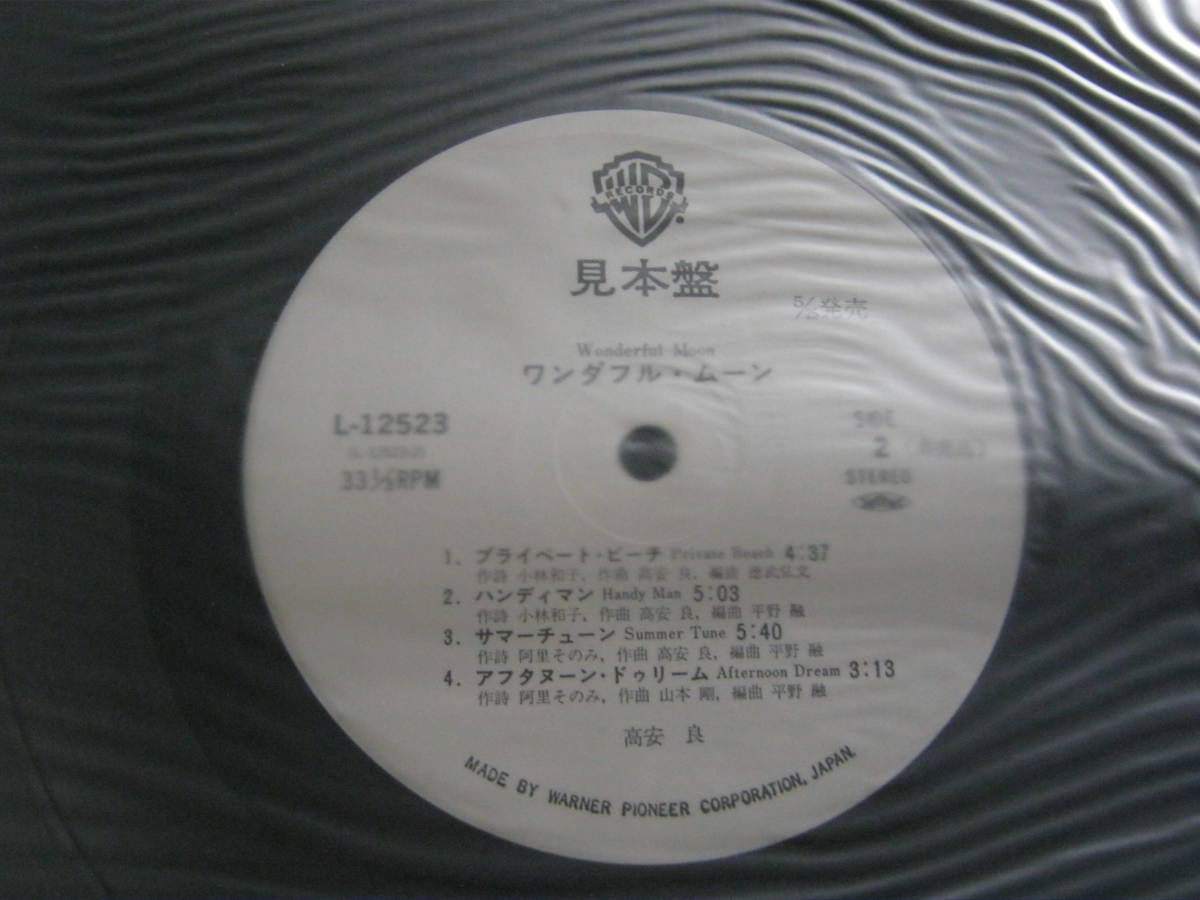 RECORDS
見本盤
5/25発売
Wonderful Moon
ワンダフル・ムーン
L-12523
33 1/3 RPM
SIDE
2
STEREO
1. プライベート・ビーチ Private Beach 4:37
作詩 小林和子, 作曲 高安 良, 編曲 徳武弘文
2. ハンディマン Handy Man 5:03
作詩 小林和子, 作曲 高安 良, 編曲 平野 融
3. サマーチューン Summer Tune 5:40
作詩 阿里そのみ, 作曲 高安 良, 編曲 平野 融
4. アフタヌーン・ドゥリーム Afternoon Dream 3:13
作詩 阿里そのみ, 作曲 山本 剛, 編曲 平野 融
高安 良
MADE BY WARNER PIONEER CORPORATION, JAPAN.